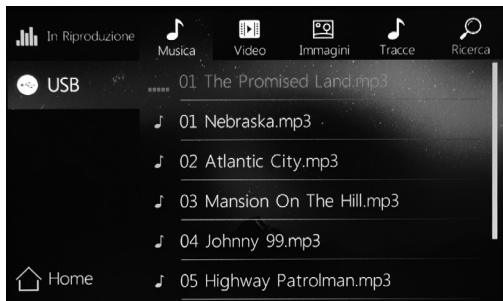 In Riproduzione
Musica
Video
Immagini
Tracce
Ricerca
USB
01 The Promised Land.mp3
01 Nebraska.mp3
02 Atlantic City.mp3
03 Mansion On The Hill.mp3
04 Johnny 99.mp3
05 Highway Patrolman.mp3
Home